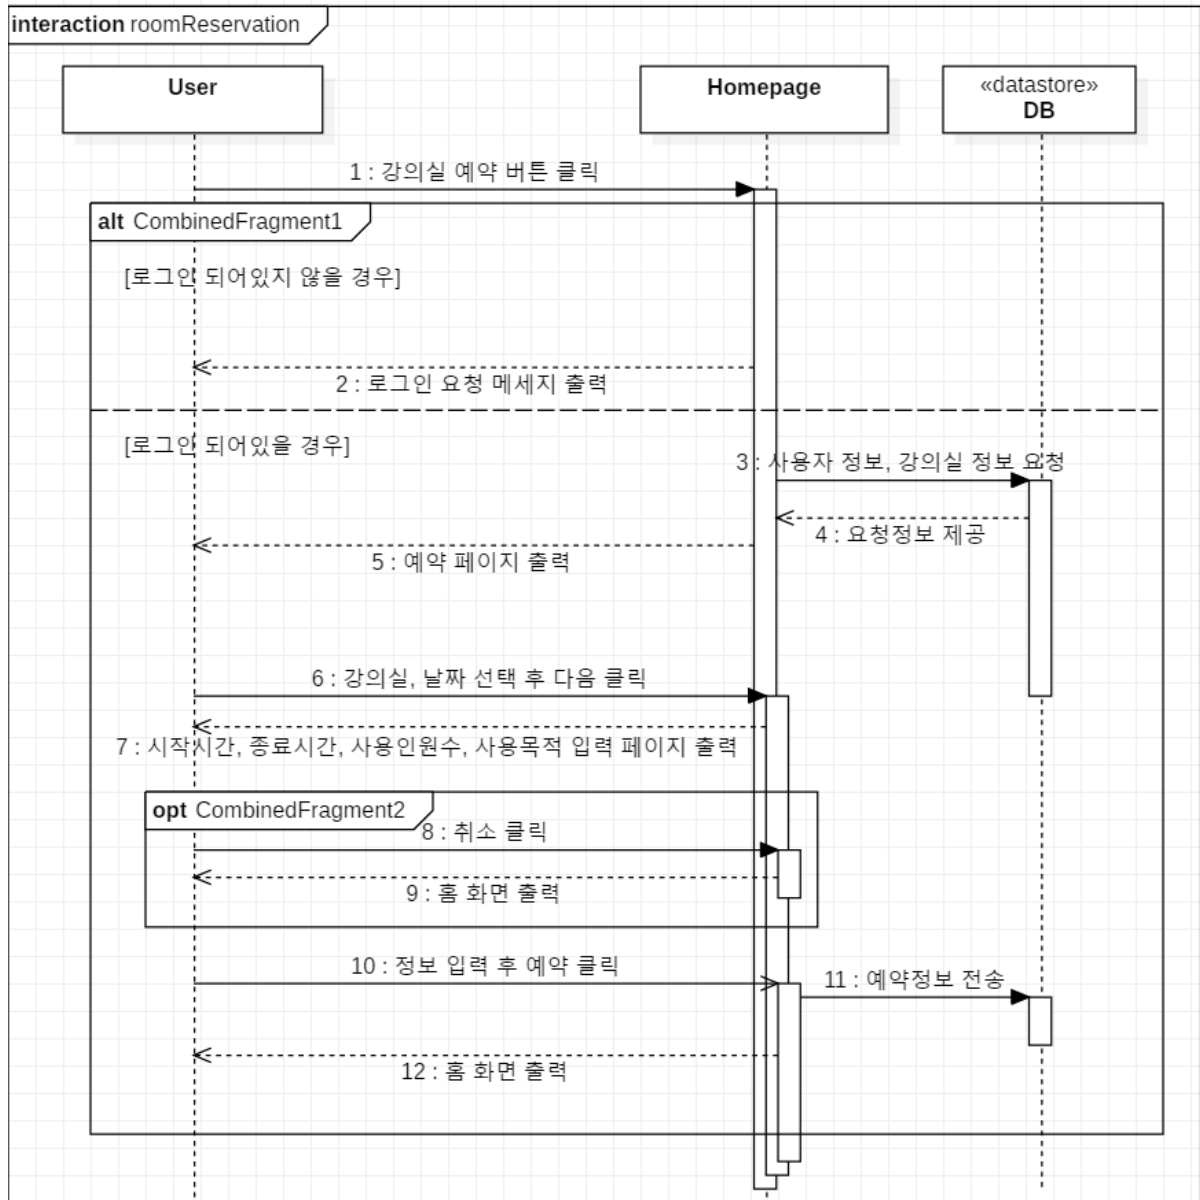 interaction roomReservation
User
Homepage
«datastore»
DB
1 : 강의실 예약 버튼 클릭
alt CombinedFragment1
[로그인 되어있지 않을 경우]
2 : 로그인 요청 메세지 출력
[로그인 되어있을 경우]
3 : 사용자 정보, 강의실 정보 요청
4 : 요청정보 제공
5 : 예약 페이지 출력
6 : 강의실, 날짜 선택 후 다음 클릭
7 : 시작시간, 종료시간, 사용인원수, 사용목적 입력 페이지 출력
opt CombinedFragment2
8 : 취소 클릭
9 : 홈 화면 출력
10 : 정보 입력 후 예약 클릭
11 : 예약정보 전송
12 : 홈 화면 출력